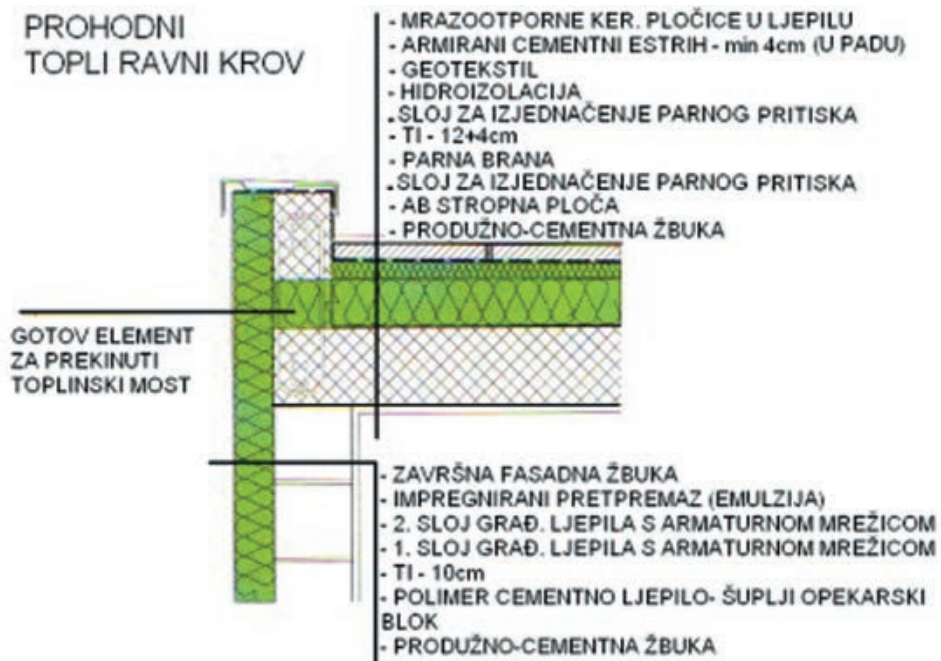 PROHODNI
TOPLI RAVNI KROV
- MRAZOOTPORNE KER. PLOČICE U LJEPILU
- ARMIRANI CEMENTNI ESTRIH - min 4cm (U PADU)
- GEOTEKSTIL
- HIDROIZOLACIJA
. SLOJ ZA IZJEDNAČENJE PARNOG PRITISKA
- TI - 12+4cm
- PARNA BRANA
. SLOJ ZA IZJEDNAČENJE PARNOG PRITISKA
- AB STROPNA PLOČA
- PRODUŽNO-CEMENTNA ŽBUKA
GOTOV ELEMENT
ZA PREKINUTI
TOPLINSKI MOST
- ZAVRŠNA FASADNA ŽBUKA
- IMPREGNIRANI PRETPREMAZ (EMULZIJA)
- 2. SLOJ GRAĐ. LJEPILA S ARMATURNOM MREŽICOM
- 1. SLOJ GRAĐ. LJEPILA S ARMATURNOM MREŽICOM
- TI - 10cm
- POLIMER CEMENTNO LJEPILO- ŠUPLJI OPEKARSKI
BLOK
- PRODUŽNO-CEMENTNA ŽBUKA